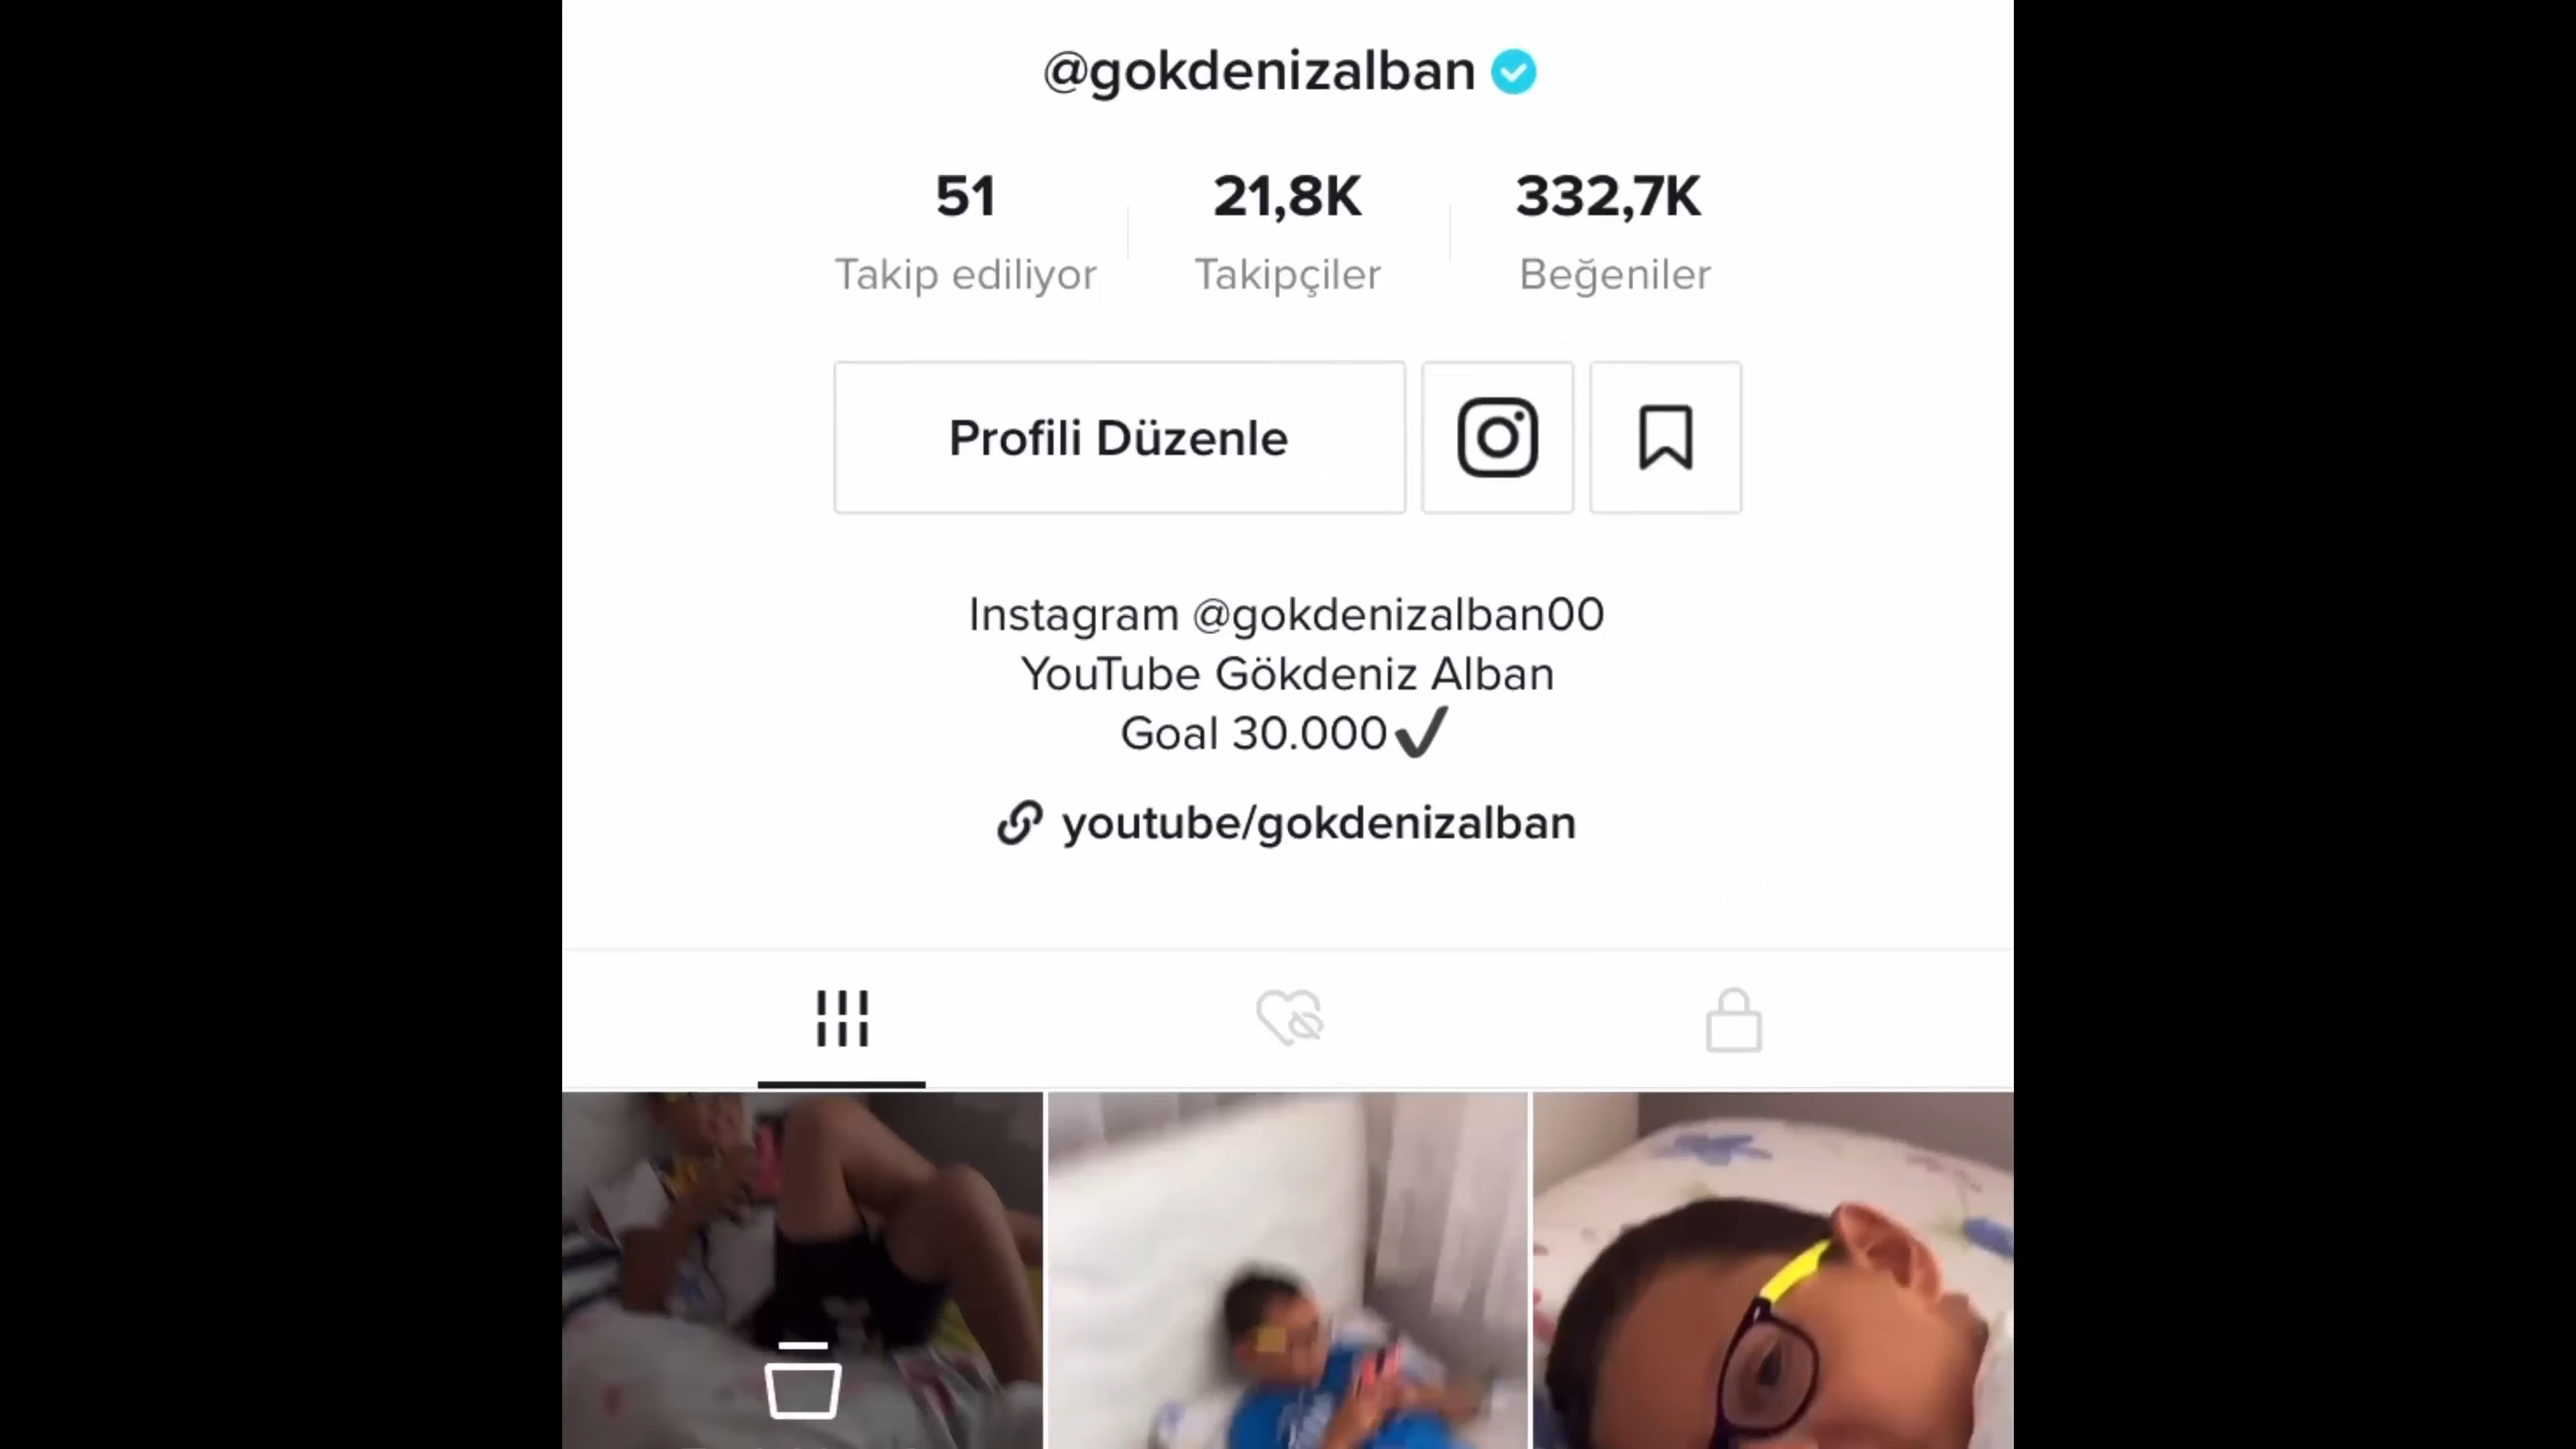 @gokdenizalban
51 21,8K 332,7K
Takip ediliyor Takipçiler Beğeniler
Profili Düzenle
Instagram @gokdenizalban00
YouTube Gökdeniz Alban
Goal 30.000✔
youtube/gokdenizalban